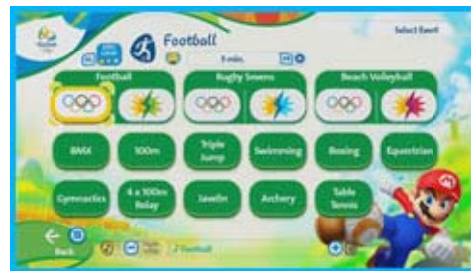 Football
Select Event
3 min.
Football
Rugby Sevens
Beach Volleyball
BMX
100m
Triple Jump
Swimming
Boxing
Equestrian
Gymnastics
4 x 100m Relay
Javelin
Archery
Table Tennis
Back
Football